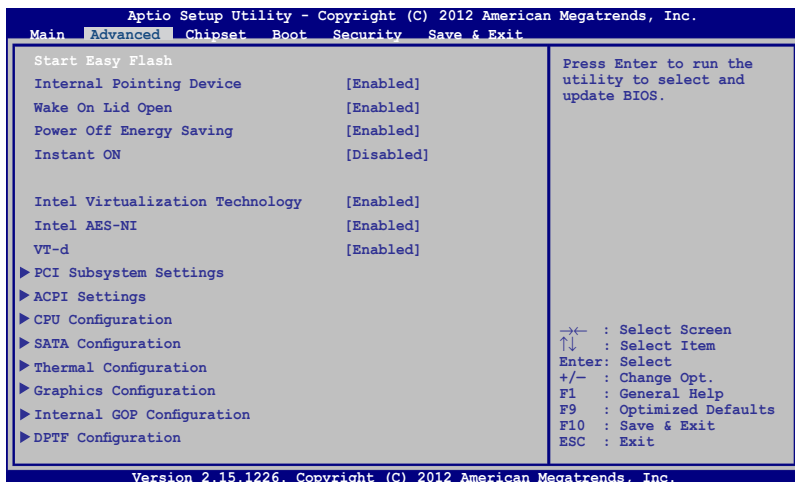 Aptio Setup Utility - Copyright (C) 2012 American Megatrends, Inc.
Main Advanced Chipset Boot Security Save & Exit
Start Easy Flash
Internal Pointing Device [Enabled]
Wake On Lid Open [Enabled]
Power Off Energy Saving [Enabled]
Instant ON [Disabled]
Intel Virtualization Technology [Enabled]
Intel AES-NI [Enabled]
VT-d [Enabled]
PCI Subsystem Settings
ACPI Settings
CPU Configuration
SATA Configuration
Thermal Configuration
Graphics Configuration
Internal GOP Configuration
DPTF Configuration
Press Enter to run the
utility to select and
update BIOS.
→← : Select Screen
↑↓ : Select Item
Enter: Select
+/— : Change Opt.
F1 : General Help
F9 : Optimized Defaults
F10 : Save & Exit
ESC : Exit
Version 2.15.1226. Copyright (C) 2012 American Megatrends, Inc.